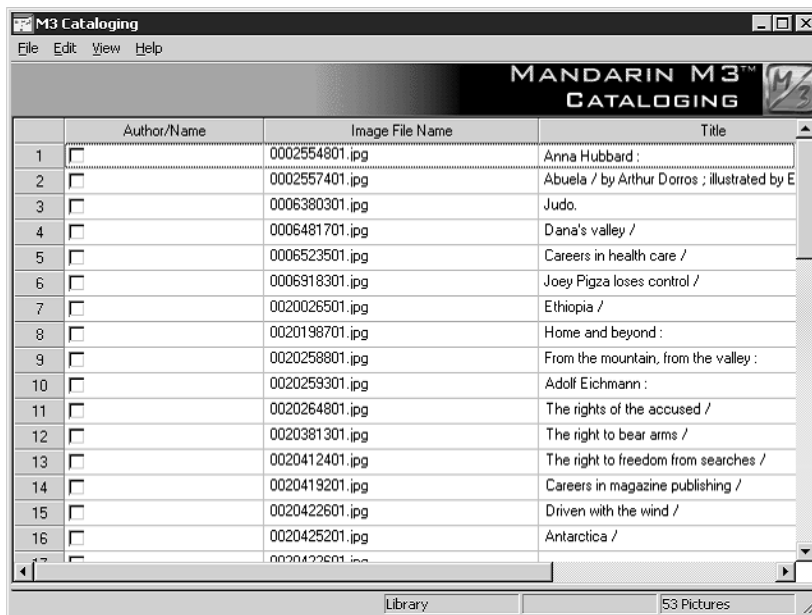 M3 Cataloging
File Edit View Help
MANDARIN M3™
CATALOGING
M3
Author/Name Image File Name Title
1 0002554801.jpg Anna Hubbard :
2 0002557401.jpg Abuela / by Arthur Dorros ; illustrated by E
3 0006380301.jpg Judo.
4 0006481701.jpg Dana's valley /
5 0006523501.jpg Careers in health care /
6 0006918301.jpg Joey Pigza loses control /
7 0020026501.jpg Ethiopia /
8 0020198701.jpg Home and beyond :
9 0020258801.jpg From the mountain, from the valley :
10 0020259301.jpg Adolf Eichmann :
11 0020264801.jpg The rights of the accused /
12 0020381301.jpg The right to bear arms /
13 0020412401.jpg The right to freedom from searches /
14 0020419201.jpg Careers in magazine publishing /
15 0020422601.jpg Driven with the wind /
16 0020425201.jpg Antarctica /
Library 53 Pictures